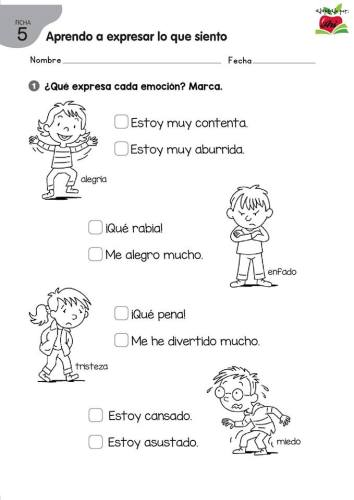 FICHA
5
Aprendo a expresar lo que siento
Nombre Fecha
1 ¿Qué expresa cada emoción? Marca.
Estoy muy contenta.
Estoy muy aburrida.
alegría
¡Qué rabia!
Me alegro mucho.
enfado
¡Qué pena!
Me he divertido mucho.
tristeza
Estoy cansado.
Estoy asustado.
miedo